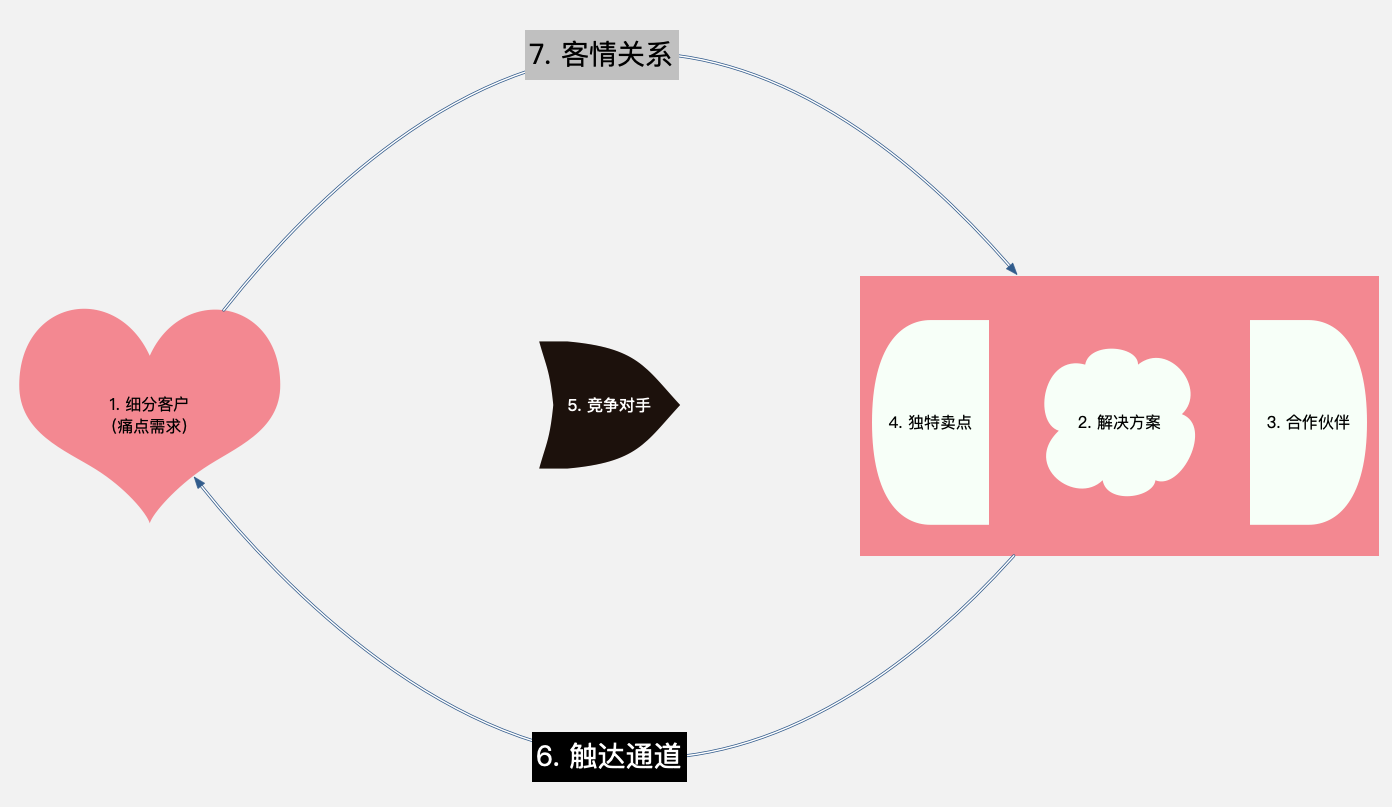 7. 客情关系
1. 细分客户
(痛点需求)
5. 竞争对手
4. 独特卖点
2. 解决方案
3. 合作伙伴
6. 触达通道